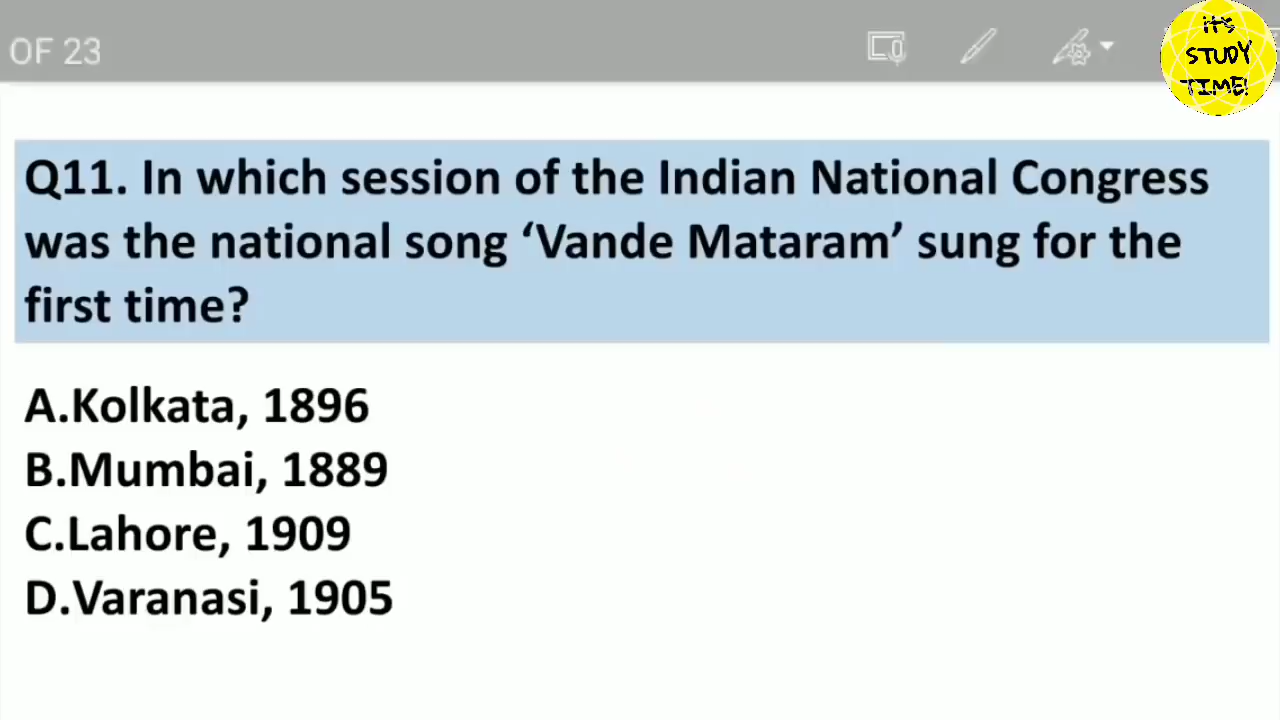 OF 23
ITS
STUDY
TIME!
Q11. In which session of the Indian National Congress
was the national song ‘Vande Mataram’ sung for the
first time?
A.Kolkata, 1896
B.Mumbai, 1889
C.Lahore, 1909
D.Varanasi, 1905